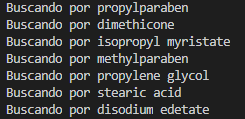 Buscando por propylparaben
Buscando por dimethicone
Buscando por isopropyl myristate
Buscando por methylparaben
Buscando por propylene glycol
Buscando por stearic acid
Buscando por disodium edetate